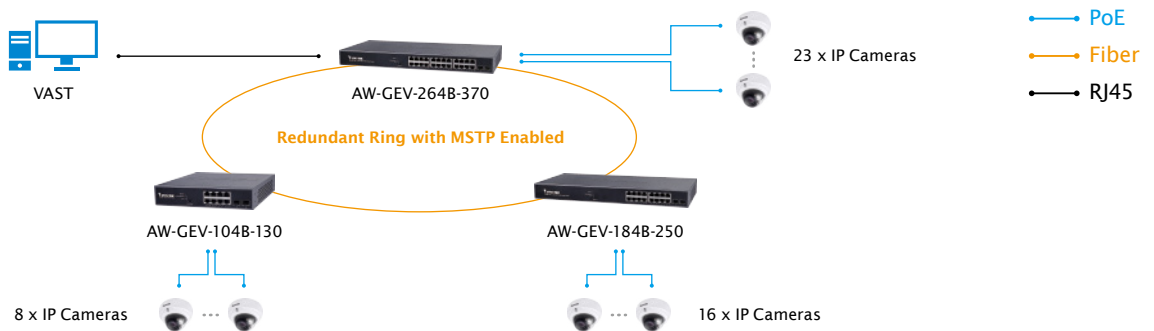 PoE
23 x IP Cameras
Fiber
VAST
AW-GEV-264B-370
RJ45
Redundant Ring with MSTP Enabled
AW-GEV-104B-130
AW-GEV-184B-250
8 x IP Cameras
16 x IP Cameras